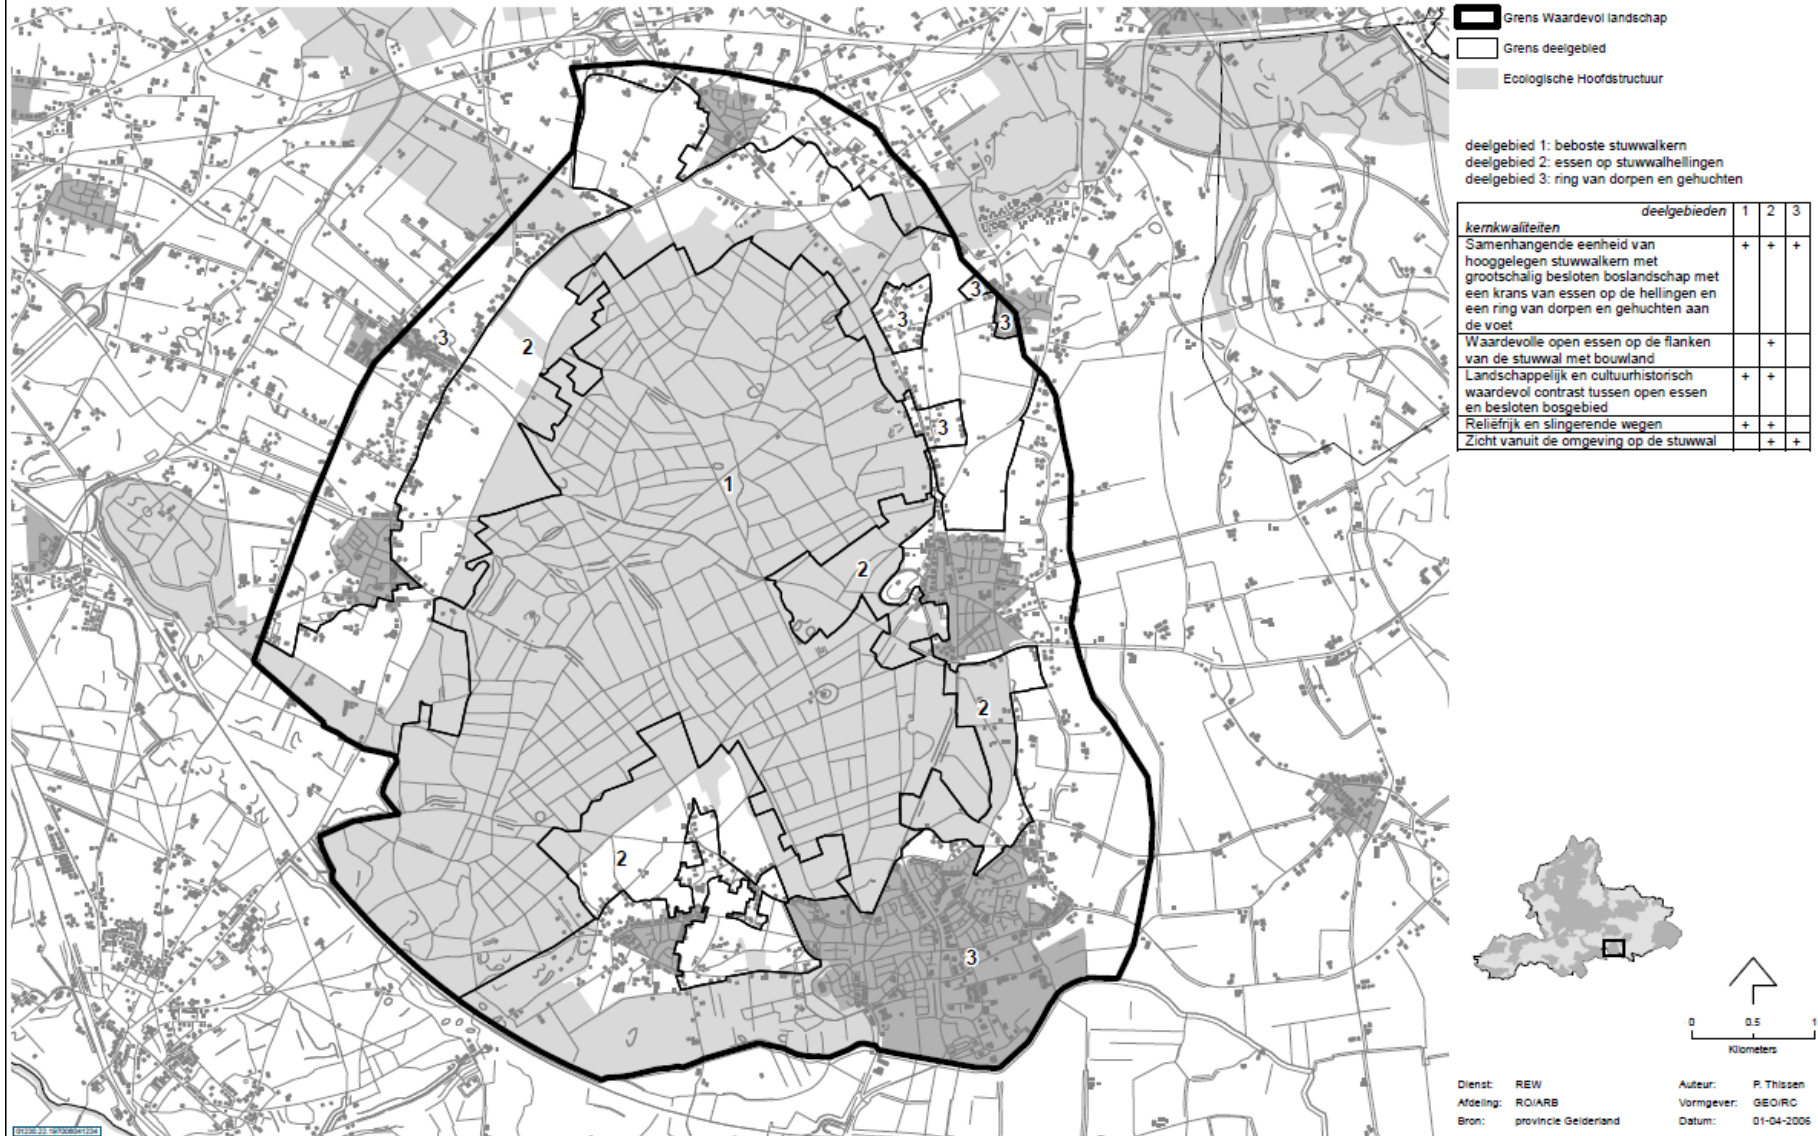 Grens Waardevol landschap
Grens deelgebied
Ecologische Hoofdstructuur
deelgebied 1: beboste stuwwalkern
deelgebied 2: essen op stuwwalhellingen
deelgebied 3: ring van dorpen en gehuchten
deelgebieden 1 2 3
kernkwaliteiten
Samenhangende eenheid van + + +
hooggelegen stuwwalkern met
grootschalig besloten boslandschap met
een krans van essen op de hellingen en
een ring van dorpen en gehuchten aan
de voet
Waardevolle open essen op de flanken +
van de stuwwal met bouwland
Landschappelijk en cultuurhistorisch + +
waardevol contrast tussen open essen
en besloten bosgebied
Reliëfrijk en slingerende wegen + +
Zicht vanuit de omgeving op de stuwwal + +
3
3
3
3
2
3
1
2
2
2
3
0 0.5 1
Kilometers
Dienst: REW Auteur: P. Thissen
Afdeling: RO/ARB Vormgever: GEO/RC
Bron: provincie Gelderland Datum: 01-04-2006